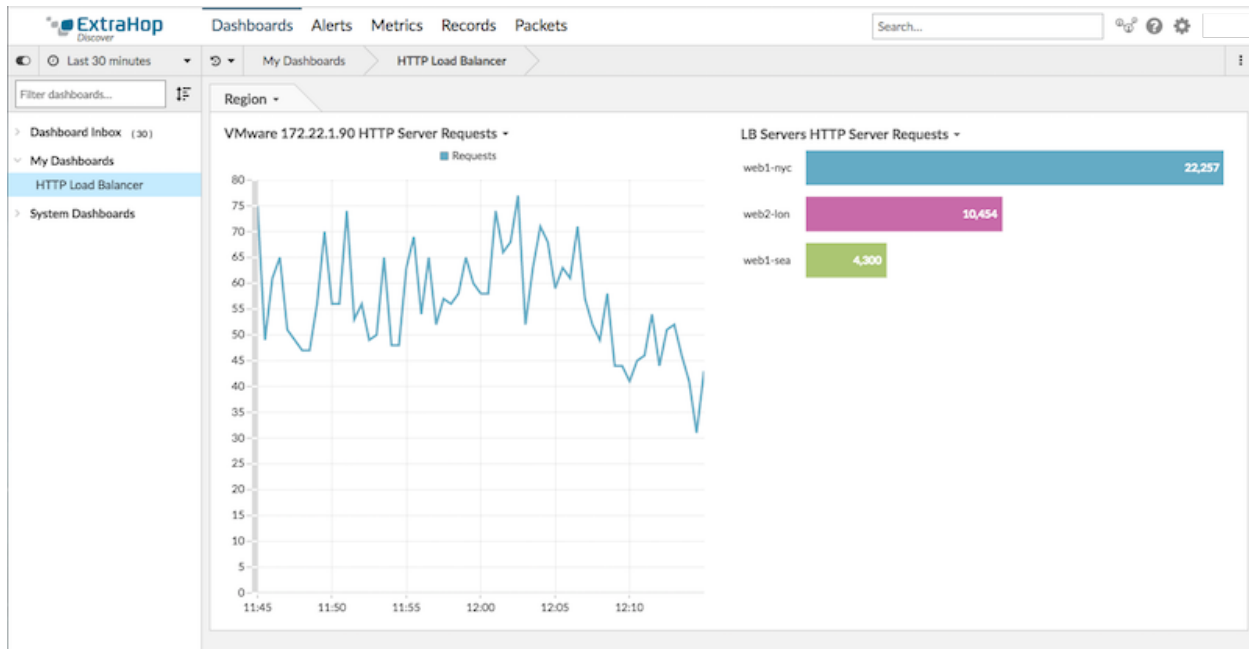 ExtraHop
Discover
Dashboards Alerts Metrics Records Packets
Search...
Last 30 minutes
My Dashboards
HTTP Load Balancer
Filter dashboards...
Region
Dashboard Inbox (30)
My Dashboards
HTTP Load Balancer
System Dashboards
VMware 172.22.1.90 HTTP Server Requests
Requests
80
75
70
65
60
55
50
45
40
35
30
25
20
15
10
5
0
11:45 11:50 11:55 12:00 12:05 12:10
LB Servers HTTP Server Requests
web1-nyc 22,257
web2-lon 10,454
web1-sea 4,300